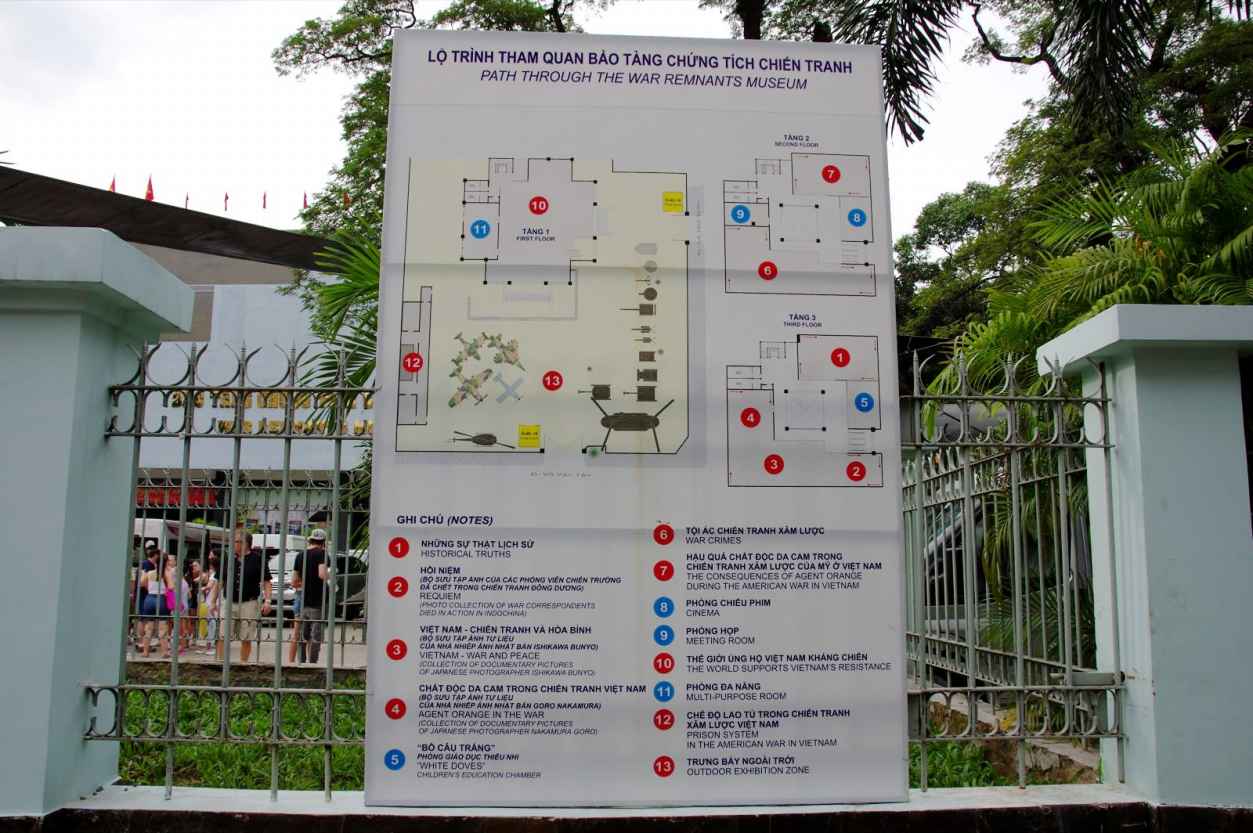 LỘ TRÌNH THAM QUAN BẢO TÀNG CHỨNG TÍCH CHIẾN TRANH
PATH THROUGH THE WAR REMNANTS MUSEUM
TẦNG 1
FIRST FLOOR
10
11
12
13
TẦNG 2
SECOND FLOOR
7
9
8
6
TẦNG 3
THIRD FLOOR
1
5
4
3
2
GHI CHÚ (NOTES)
1
NHỮNG SỰ THẬT LỊCH SỬ
HISTORICAL TRUTHS
2
HỒI NIỆM
(BỘ SƯU TẬP ẢNH CỦA CÁC PHÓNG VIÊN CHIẾN TRƯỜNG
ĐÃ CHẾT TRONG CHIẾN TRANH ĐÔNG DƯƠNG)
REQUIEM
(PHOTO COLLECTION OF WAR CORRESPONDENTS
DIED IN ACTION IN INDOCHINA)
3
VIỆT NAM - CHIẾN TRANH VÀ HÒA BÌNH
(BỘ SƯU TẬP ẢNH TƯ LIỆU
CỦA NHÀ NHIẾP ẢNH NHẬT BẢN ISHIKAWA BUNYO)
VIETNAM - WAR AND PEACE
(COLLECTION OF DOCUMENTARY PICTURES
OF JAPANESE PHOTOGRAPHER ISHIKAWA BUNYO)
4
CHẤT ĐỘC DA CAM TRONG CHIẾN TRANH VIỆT NAM
(BỘ SƯU TẬP ẢNH TƯ LIỆU
CỦA NHÀ NHIẾP ẢNH NHẬT BẢN GORO NAKAMURA)
AGENT ORANGE IN THE WAR
(COLLECTION OF DOCUMENTARY PICTURES
OF JAPANESE PHOTOGRAPHER NAKAMURA GORO)
5
"BỒ CÂU TRẮNG"
PHÒNG GIÁO DỤC THIẾU NHI
"WHITE DOVES"
CHILDREN'S EDUCATION CHAMBER
6
TỘI ÁC CHIẾN TRANH XÂM LƯỢC
WAR CRIMES
7
HẬU QUẢ CHẤT ĐỘC DA CAM TRONG
CHIẾN TRANH XÂM LƯỢC CỦA MỸ Ở VIỆT NAM
THE CONSEQUENCES OF AGENT ORANGE
DURING THE AMERICAN WAR IN VIETNAM
8
PHÒNG CHIẾU PHIM
CINEMA
9
PHÒNG HỌP
MEETING ROOM
10
THẾ GIỚI ỦNG HỘ VIỆT NAM KHÁNG CHIẾN
THE WORLD SUPPORTS VIETNAM'S RESISTANCE
11
PHÒNG ĐA NĂNG
MULTI-PURPOSE ROOM
12
CHẾ ĐỘ LAO TÙ TRONG CHIẾN TRANH
XÂM LƯỢC VIỆT NAM
PRISON SYSTEM
IN THE AMERICAN WAR IN VIETNAM
13
TRƯNG BÀY NGOÀI TRỜI
OUTDOOR EXHIBITION ZONE